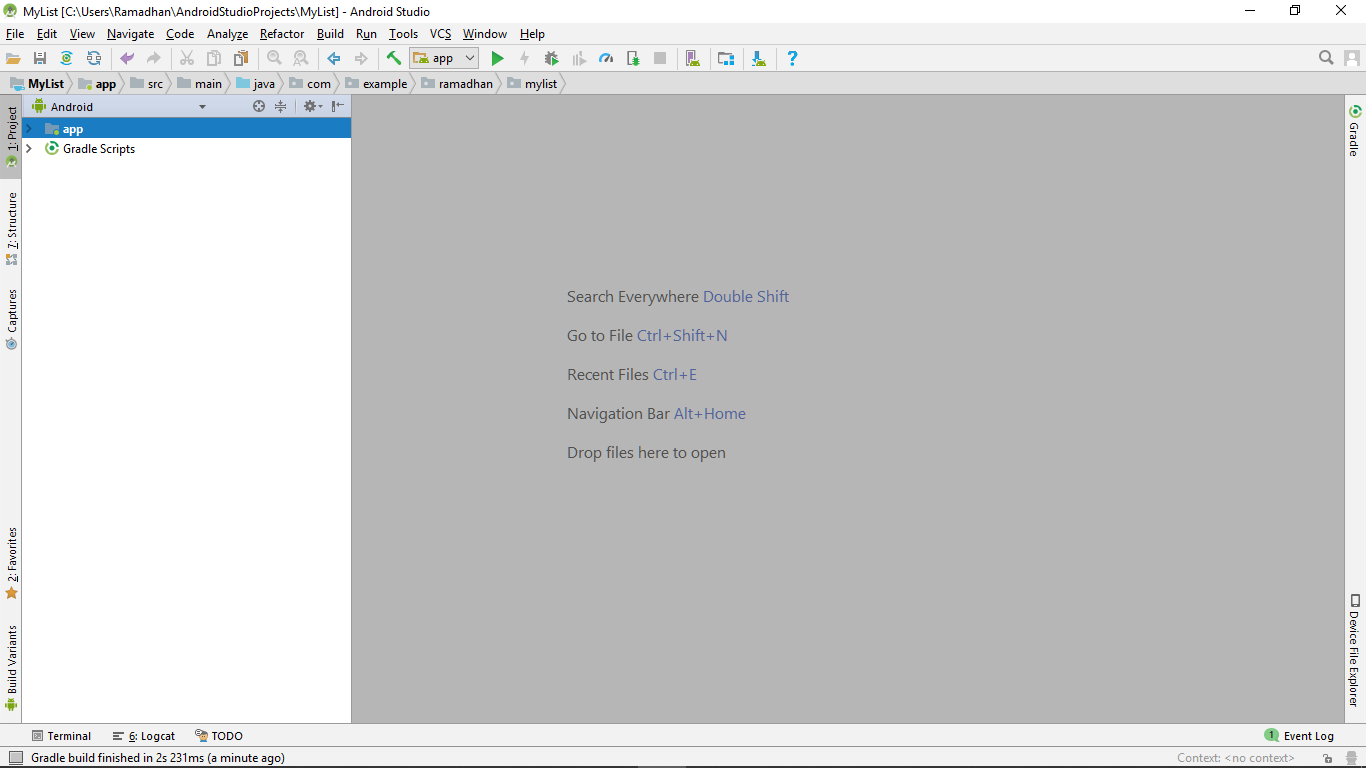 MyList [C:\Users\Ramadhan\AndroidStudioProjects\MyList] - Android Studio
File Edit View Navigate Code Analyze Refactor Build Run Tools VCS Window Help
app
MyList app src main java com example ramadhan mylist
Android
app
Gradle Scripts
1: Project
7: Structure
Captures
2: Favorites
Build Variants
Search Everywhere Double Shift
Go to File Ctrl+Shift+N
Recent Files Ctrl+E
Navigation Bar Alt+Home
Drop files here to open
Gradle
Device File Explorer
Terminal 6: Logcat TODO 1 Event Log
Gradle build finished in 2s 231ms (a minute ago) Context: <no context>